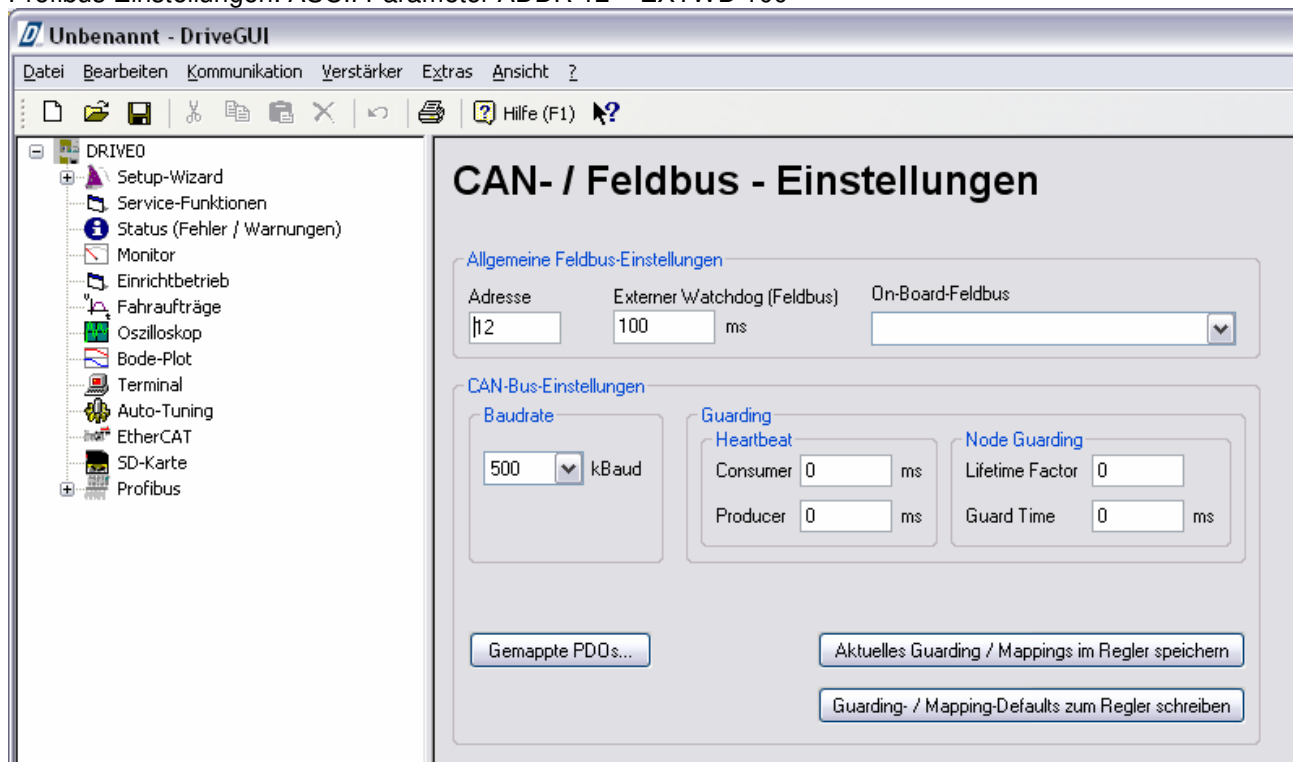 Profibus Einstellungen: ASCII Parameter ADDR 12 EXTWD 100
Unbenannt - DriveGUI
Datei Bearbeiten Kommunikation Verstärker Extras Ansicht ?
Hilfe (F1)
DRIVE0
Setup-Wizard
Service-Funktionen
Status (Fehler / Warnungen)
Monitor
Einrichtbetrieb
Fahraufträge
Oszilloskop
Bode-Plot
Terminal
Auto-Tuning
EtherCAT
SD-Karte
Profibus
CAN- / Feldbus - Einstellungen
Allgemeine Feldbus-Einstellungen
Adresse Externer Watchdog (Feldbus) On-Board-Feldbus
12 100 ms
CAN-Bus-Einstellungen
Baudrate Guarding
Heartbeat Node Guarding
500 kBaud Consumer 0 ms Lifetime Factor 0
Producer 0 ms Guard Time 0 ms
Gemappte PDOs... Aktuelles Guarding / Mappings im Regler speichern
Guarding- / Mapping-Defaults zum Regler schreiben